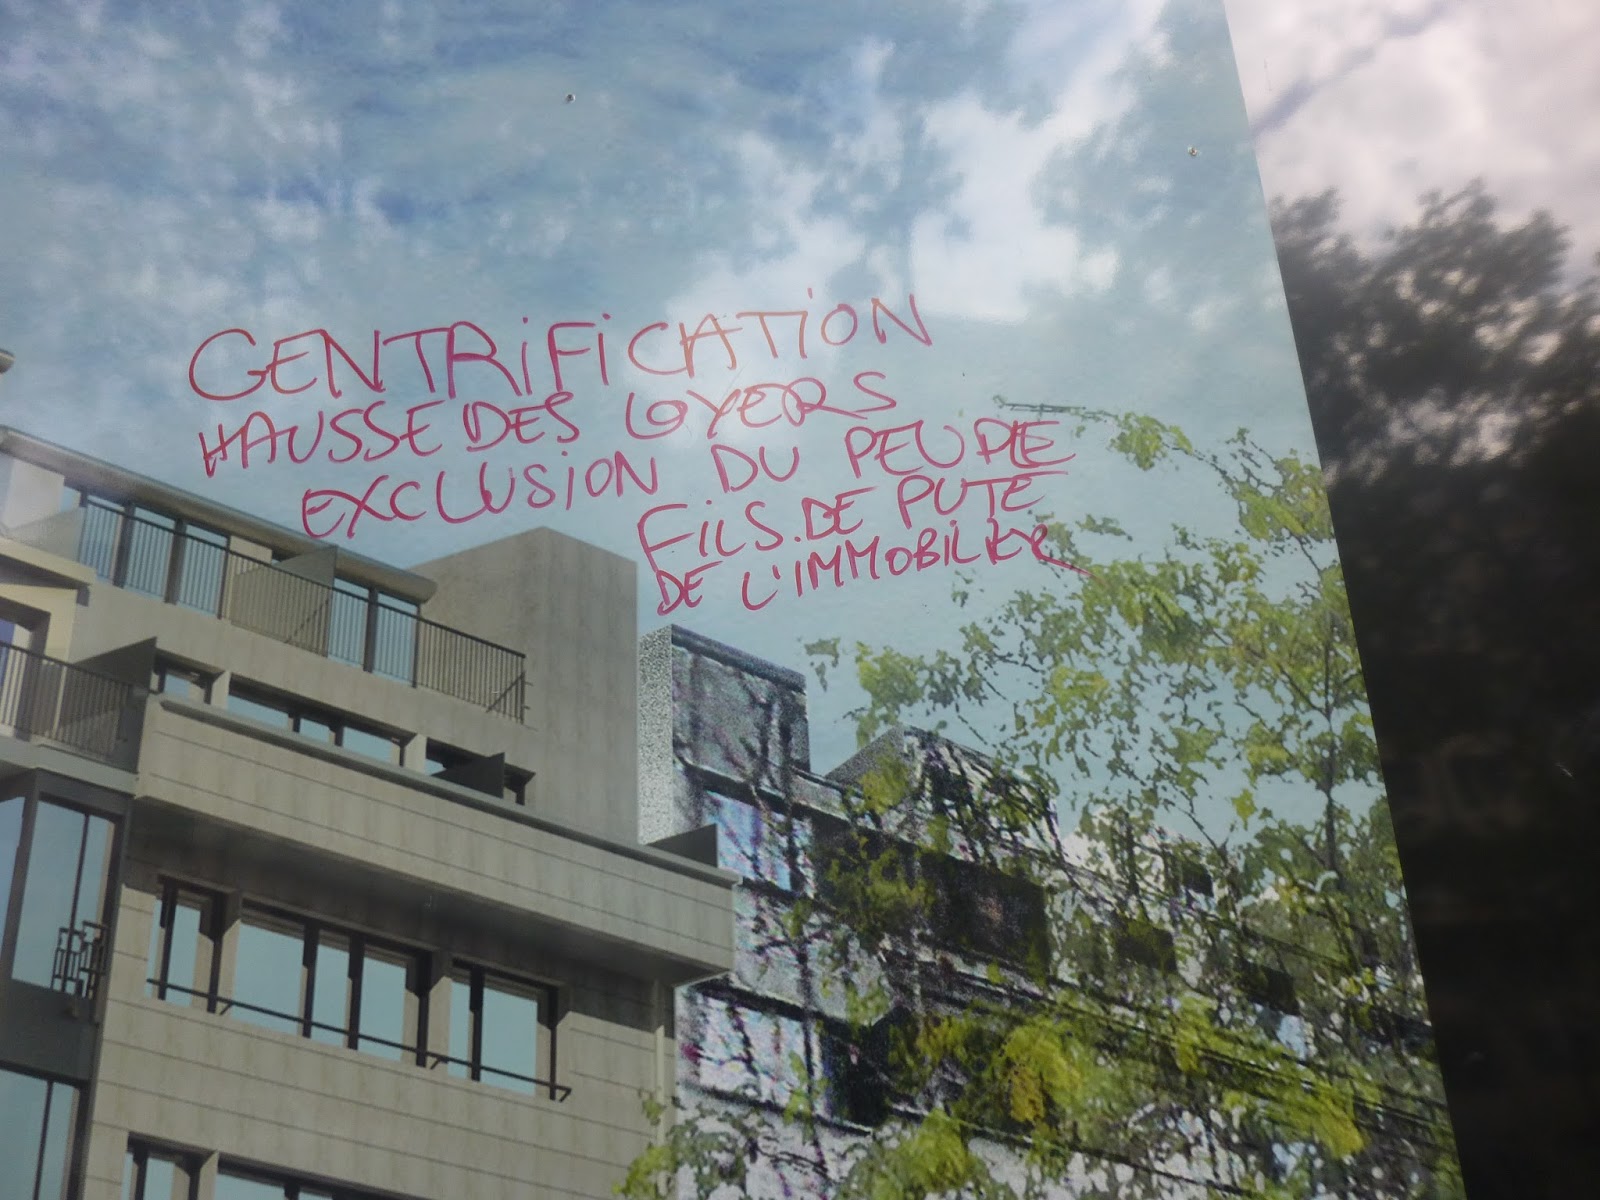 GENTRiFiCATiON
HAUSSE DES LOYERS
EXCLUSiON DU PEUPLE
FiLS. DE PUTE
DE L'IMMOBILIER